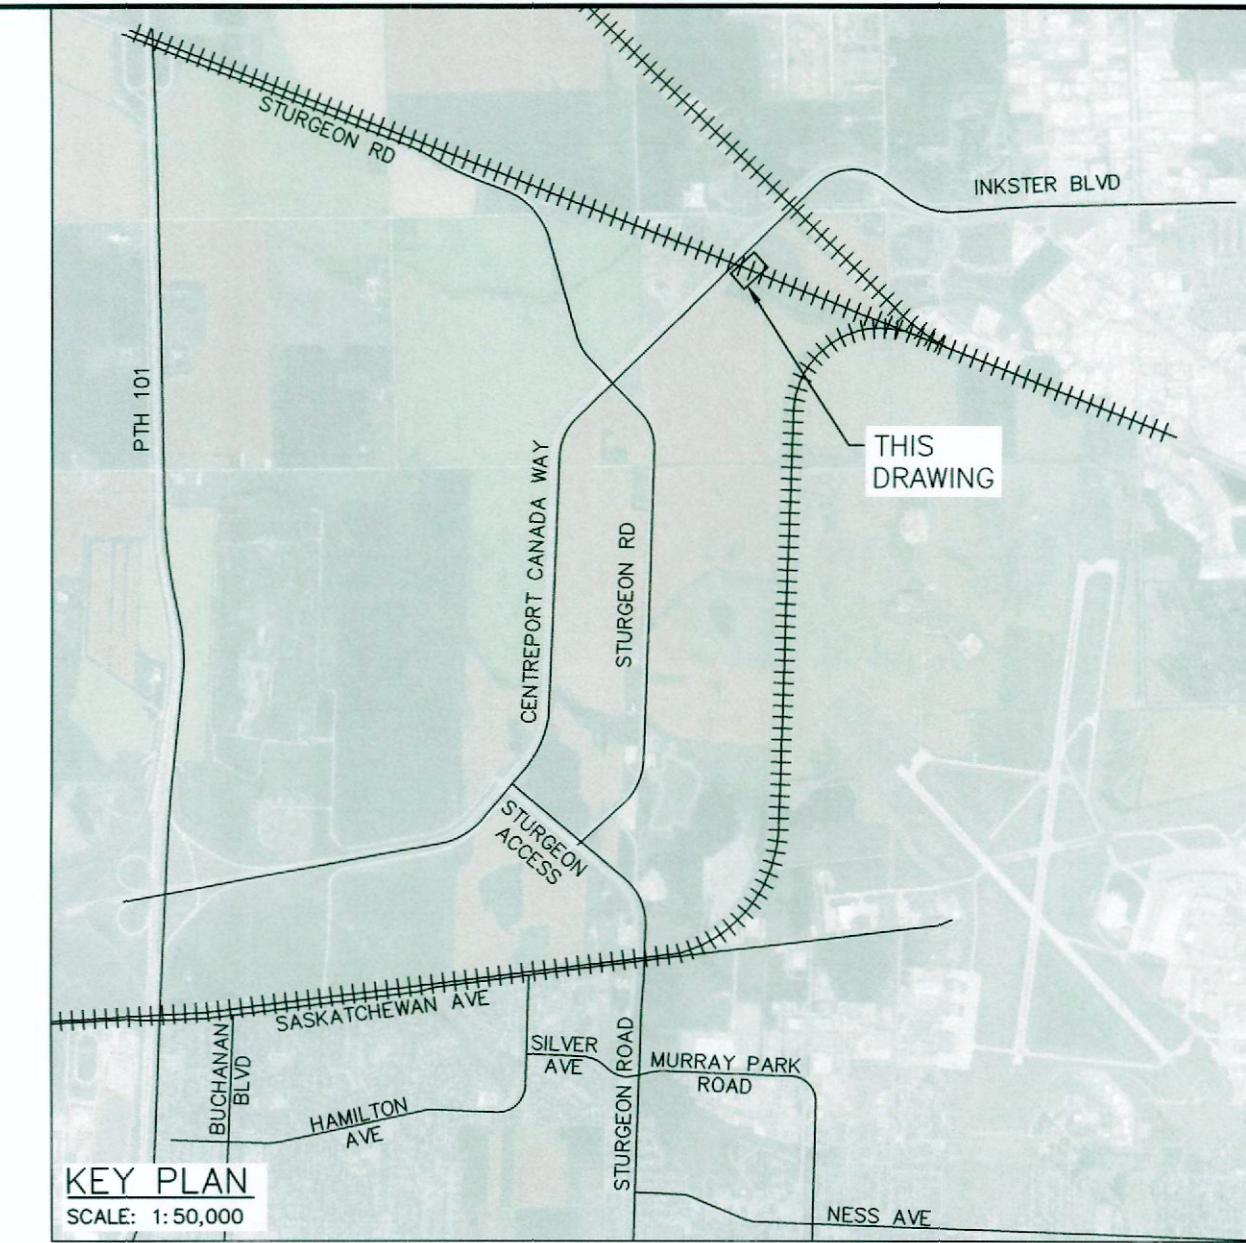 STURGEON RD
INKSTER BLVD
PTH 101
THIS
DRAWING
CENTREPORT CANADA WAY
STURGEON RD
STURGEON
ACCESS
SASKATCHEWAN AVE
BUCHANAN
BLVD
SILVER
AVE
STURGEON ROAD
MURRAY PARK
ROAD
HAMILTON
AVE
KEY PLAN
SCALE: 1:50,000
NESS AVE